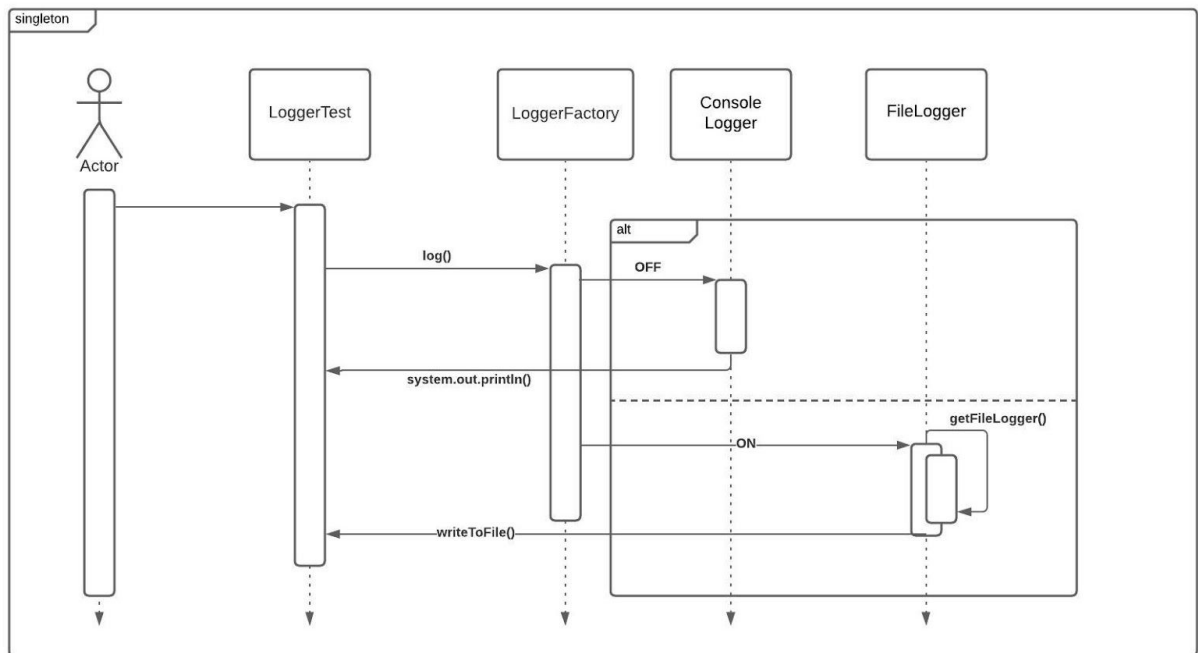 singleton
Actor
LoggerTest
LoggerFactory
Console
Logger
FileLogger
alt
log()
OFF
system.out.println()
getFileLogger()
ON
writeToFile()